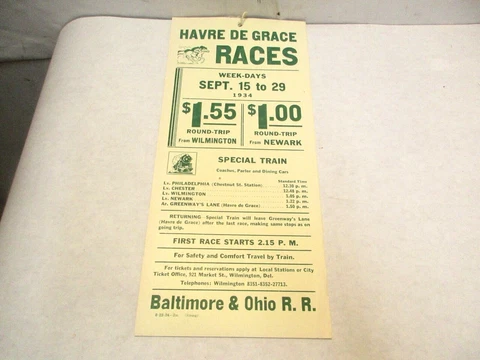 HAVRE DE GRACE
RACES
WEEK-DAYS
SEPT. 15 to 29
1934
$1.55 $1.00
ROUND-TRIP ROUND-TRIP
From WILMINGTON From NEWARK
SPECIAL TRAIN
Coaches, Parlor and Dining Cars
Standard Time
Lv. PHILADELPHIA (Chestnut St. Station) 12.30 p. m.
Lv. CHESTER
Lv. WILMINGTON
Lv. NEWARK
Ar. GREENWAY'S LANE (Havre de Grace)
RETURNING Special Train will leave Greenway's Lane
(Havre de Grace) after the last race, making same stops as on
going trip.
FIRST RACE STARTS 2.15 P. M.
For Safety and Comfort Travel by Train.
For tickets and reservations apply at Local Stations or City
Ticket Office, 921 Market St., Wilmington, Del.
Telephones: Wilmington
Baltimore & Ohio R. R.